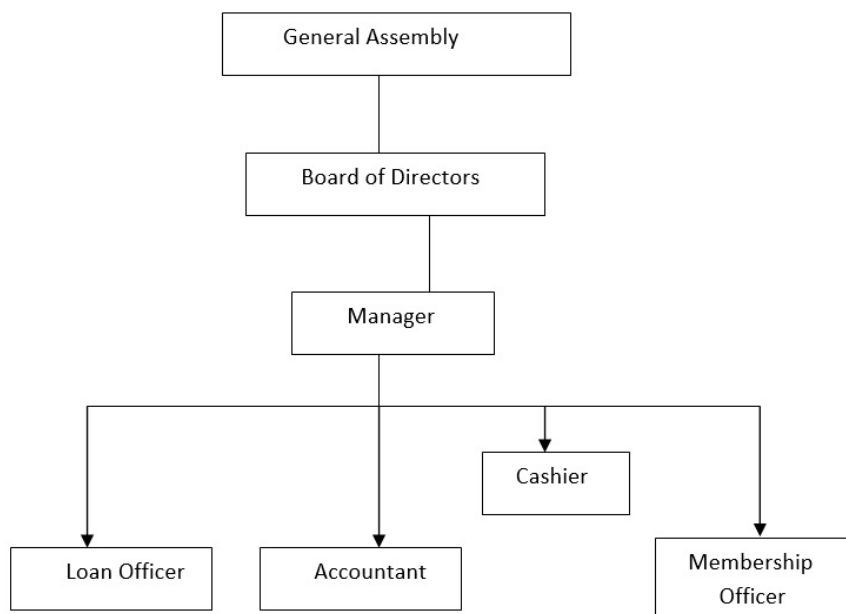 General Assembly
Board of Directors
Manager
Cashier
Loan Officer
Accountant
Membership
Officer